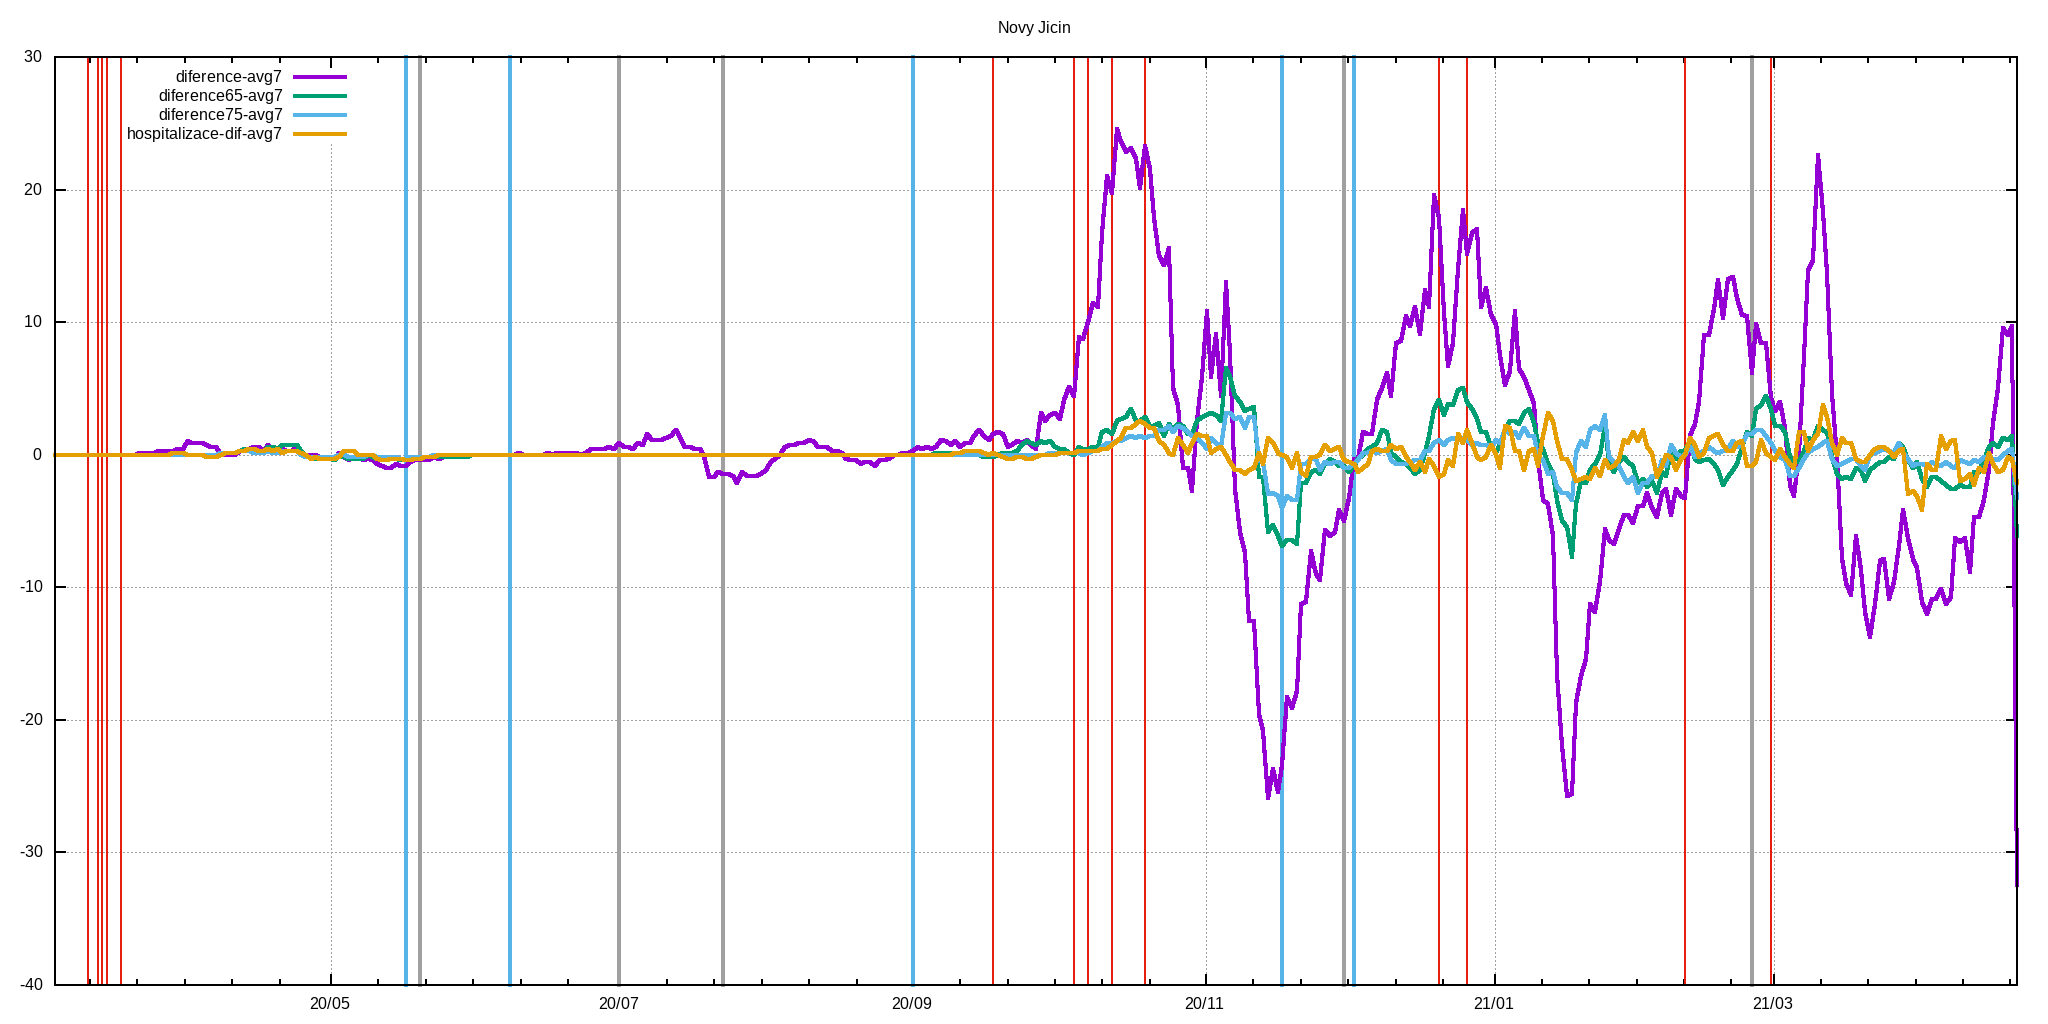 Novy Jicin
30
diference-avg7
diference65-avg7
diference75-avg7
hospitalizace-dif-avg7
20
10
0
-10
-20
-30
-40
20/05 20/07 20/09 20/11 21/01 21/03